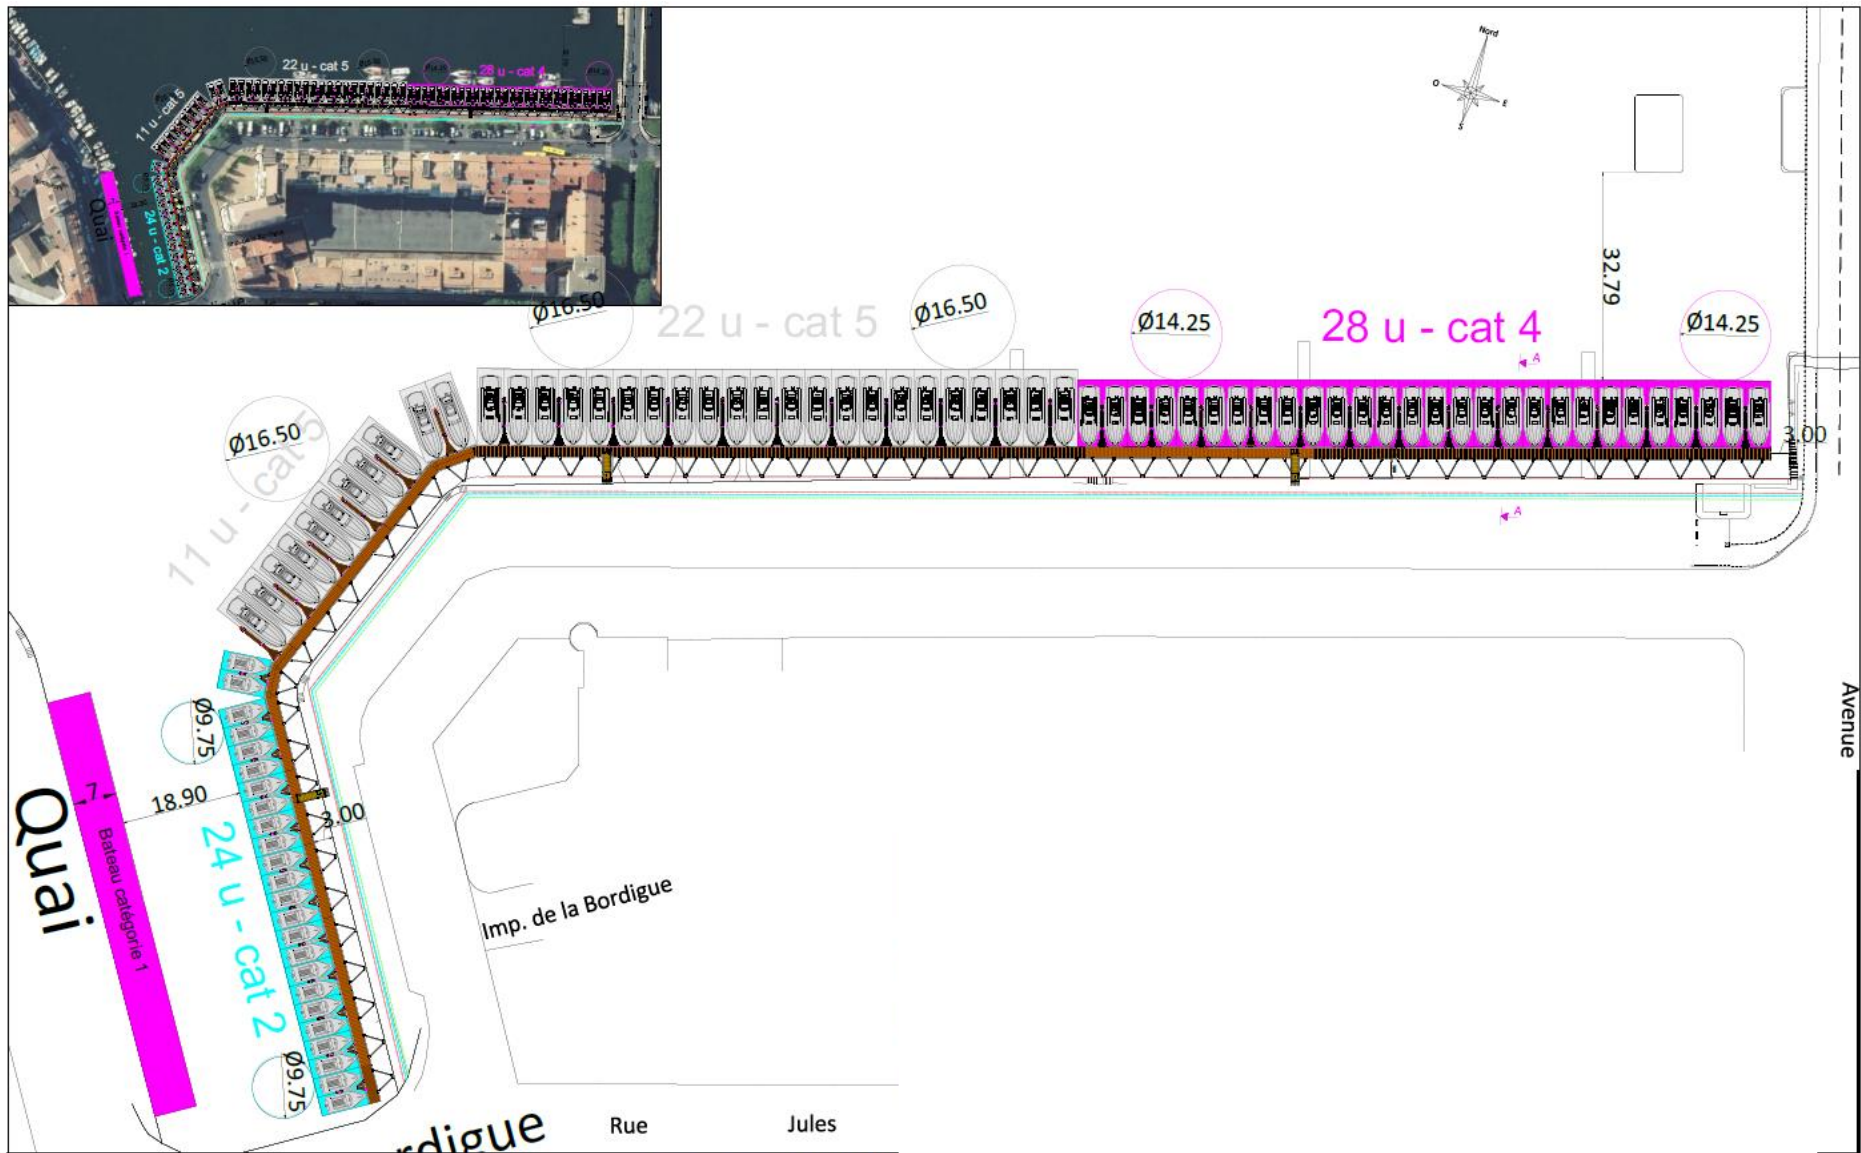 22 u - cat 5
28 u - cat 4
11 u - cat 5
24 u - cat 2
Quai
Nord
O
E
S
32.79
Ø16.50
22 u - cat 5
Ø16.50
Ø14.25
28 u - cat 4
Ø14.25
A
3.00
Ø16.50
11 u - cat 5
A
Avenue
Ø9.75
7
18.90
3.00
Quai
Bateau catégorie 1
24 u - cat 2
Imp. de la Bordigue
Ø9.75
rdigue
Rue
Jules